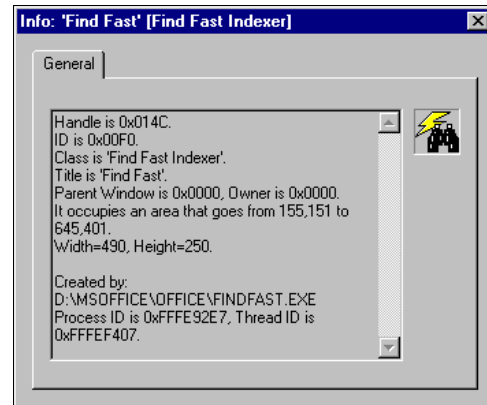 Info: 'Find Fast' [Find Fast Indexer]
General
Handle is 0x014C.
ID is 0x00F0.
Class is 'Find Fast Indexer'.
Title is 'Find Fast'.
Parent Window is 0x0000, Owner is 0x0000.
It occupies an area that goes from 155,151 to
645,401.
Width=490, Height=250.
Created by:
D:\MSOFFICE\OFFICE\FINDFAST.EXE
Process ID is 0xFFFE92E7, Thread ID is
0xFFFEF407.